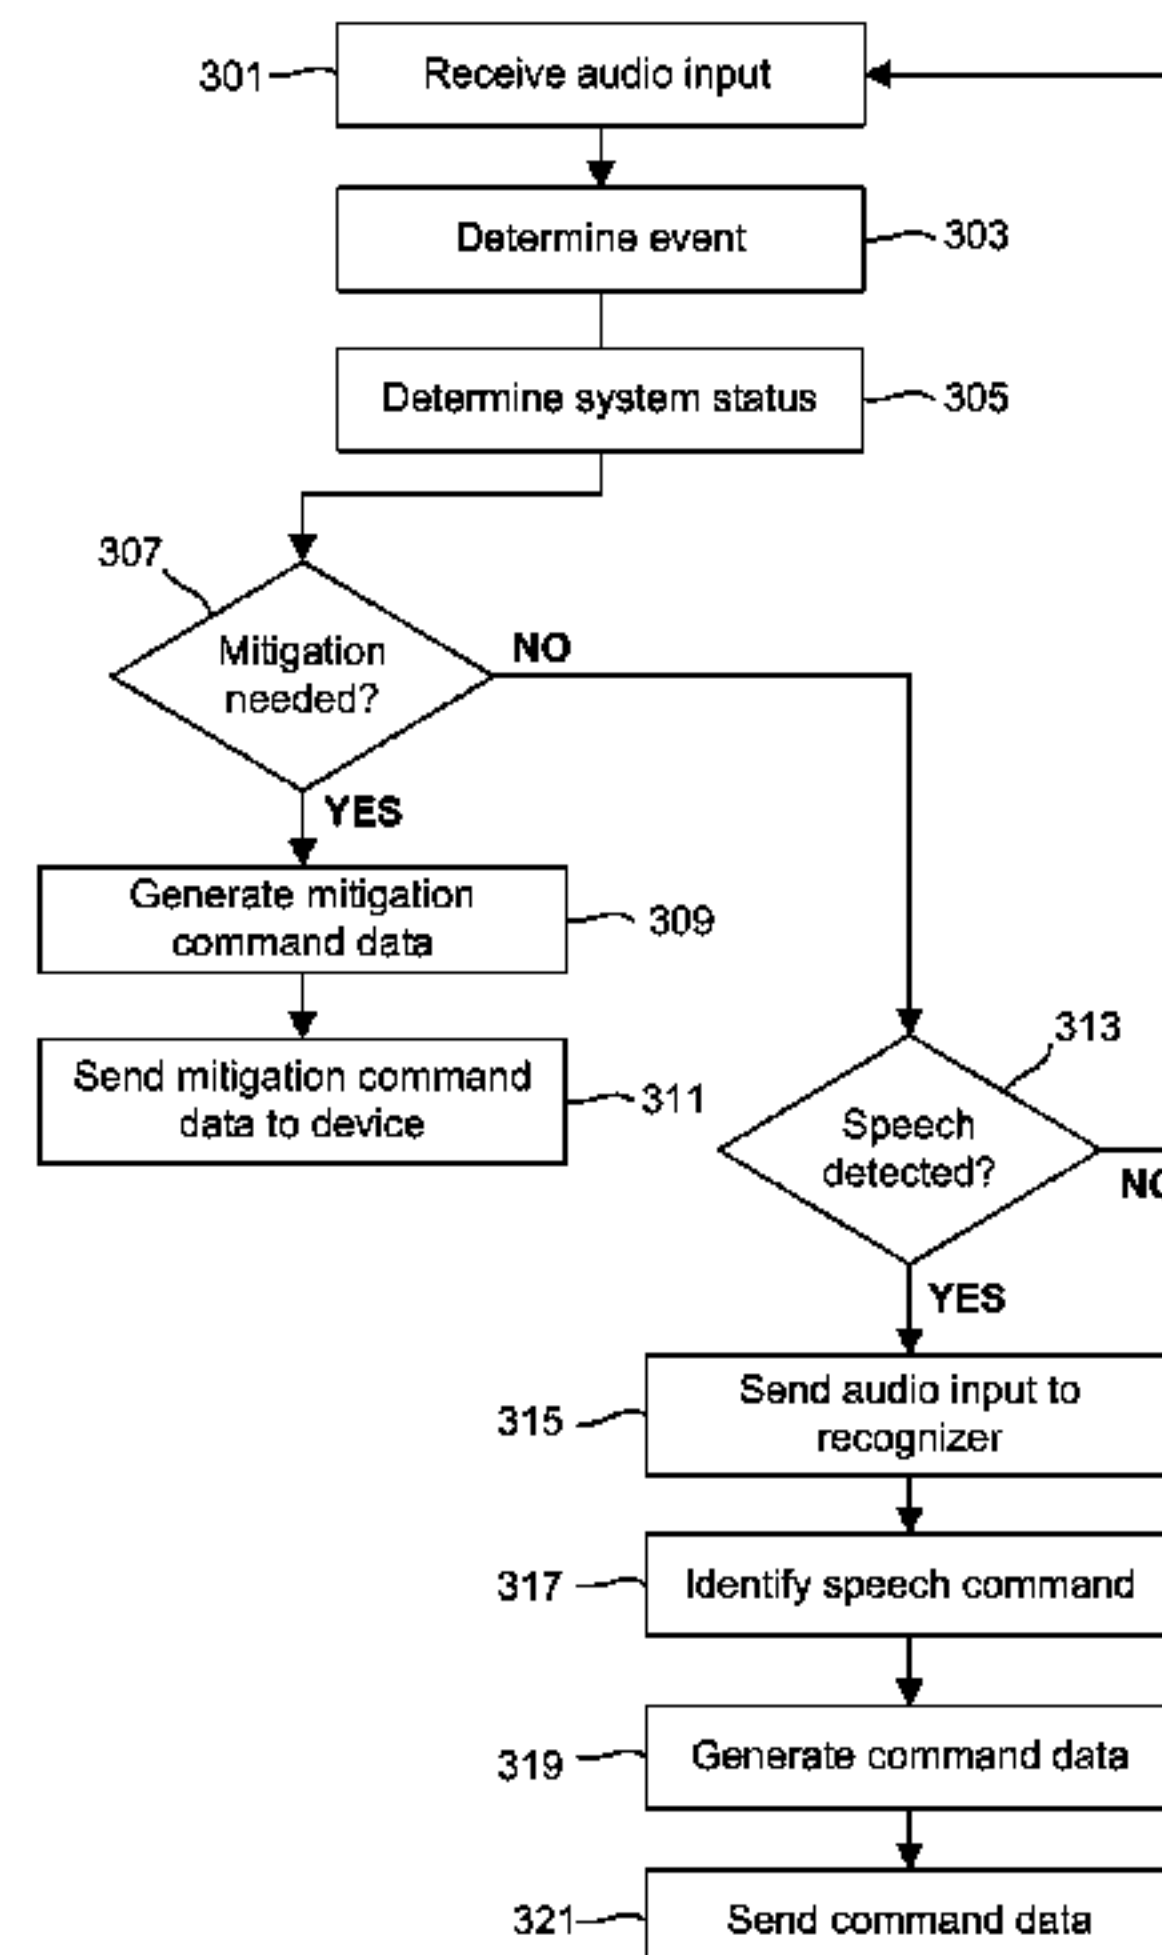 301
Receive audio input
Determine event
303
Determine system status
305
307
Mitigation
needed?
NO
YES
Generate mitigation
command data
309
Send mitigation command
data to device
311
313
Speech
detected?
NO
YES
315
Send audio input to
recognizer
317
Identify speech command
319
Generate command data
321
Send command data